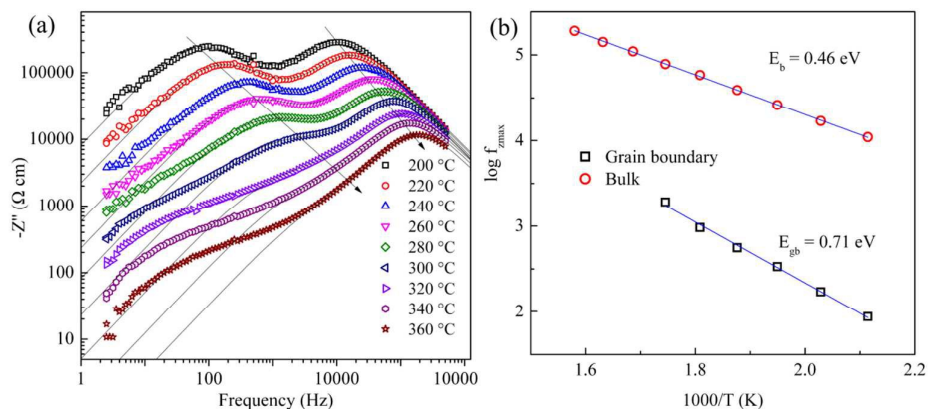 (a)
-Z" (Ω cm)
100000
10000
1000
100
10
1
100
10000
10000
Frequency (Hz)
200 °C
220 °C
240 °C
260 °C
280 °C
300 °C
320 °C
340 °C
360 °C
(b)
log f_zmax
5
4
3
2
E_b = 0.46 eV
Grain boundary
Bulk
E_gb = 0.71 eV
1.6
1.8
2.0
2.2
1000/T (K)